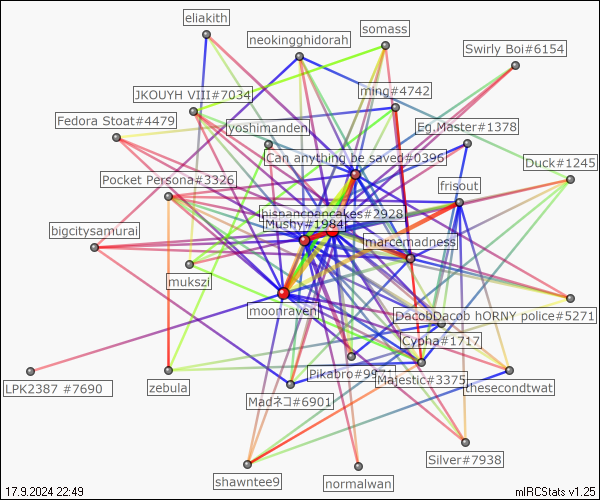 eliakith
somass
neokingghidorah
Swirly Boi#6154
ming#4742
JKOUYH VIII#7034
Fedora Stoat#4479
yoshimanden
Eg.Master#1378
Can anything be saved#0396
Duck#1245
Pocket Persona#3326
frisout
Mushy#1984
bigcitysamurai
lmarcemadness
mukszi
moonraven
DacobDacob hORNY police#5271
Cypha#1717
Pikabro#9971
Majestic#3375
LPK2387 #7690
zebula
thesecondtwat
Madネコ#6901
Silver#7938
shawntee9
normalwan
17.9.2024 22:49
mIRCStats v1.25